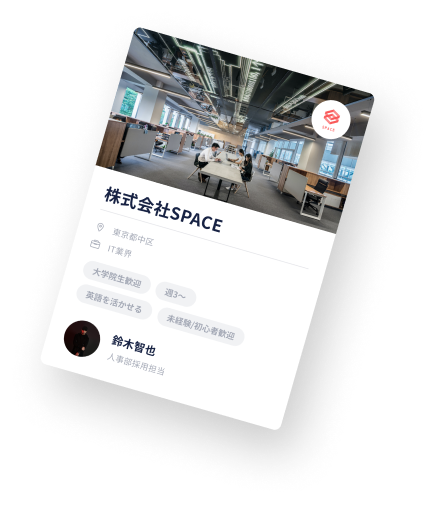 SPACE
株式会社SPACE
東京都中区
IT業界
大学院生歓迎
週3〜
英語を活かせる
未経験/初心者歓迎
鈴木智也
人事部採用担当